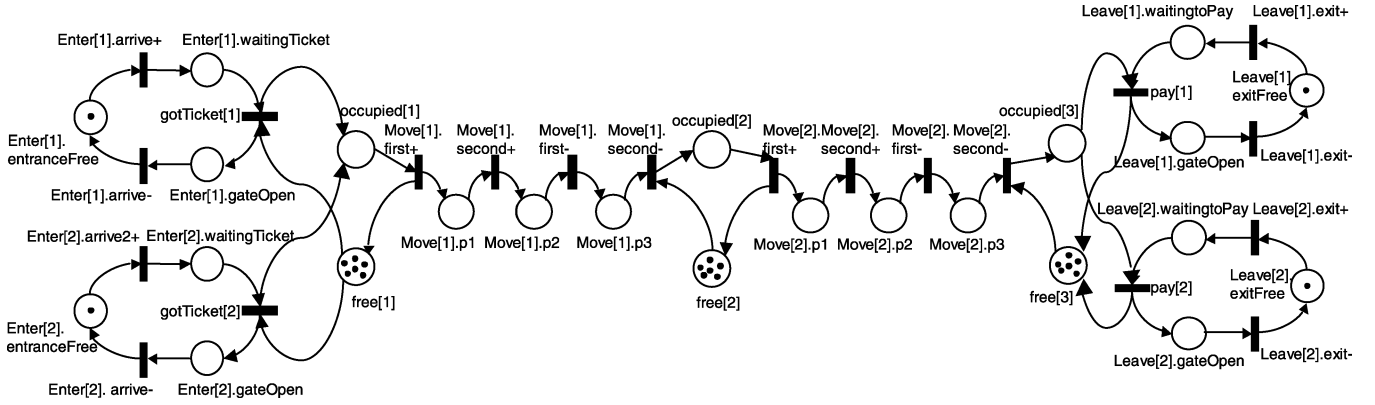 Leave[1].waitingtoPay Leave[1].exit+
Enter[1].arrive+ Enter[1].waitingTicket
Leave[1].
exitFree
pay[1]
gotTicket[1]
occupied[1]
occupied[3]
occupied[2]
Enter[1].
entranceFree
Move[1].
first+
Move[1].
second+
Move[1].
first-
Move[1].
second-
Move[2].
first+
Move[2].
second+
Move[2].
first-
Move[2].
second-
Leave[1].gateOpen
Leave[1].exit-
Enter[1].arrive-
Enter[1].gateOpen
Leave[2].waitingtoPay Leave[2].exit+
Enter[2].arrive2+ Enter[2].waitingTicket
Move[1].p1
Move[1].p2
Move[1].p3
Move[2].p1
Move[2].p2
Move[2].p3
Leave[2].
exitFree
pay[2]
free[1]
free[2]
free[3]
gotTicket[2]
Enter[2].
entranceFree
Leave[2].gateOpen
Leave[2].exit-
Enter[2]. arrive-
Enter[2].gateOpen